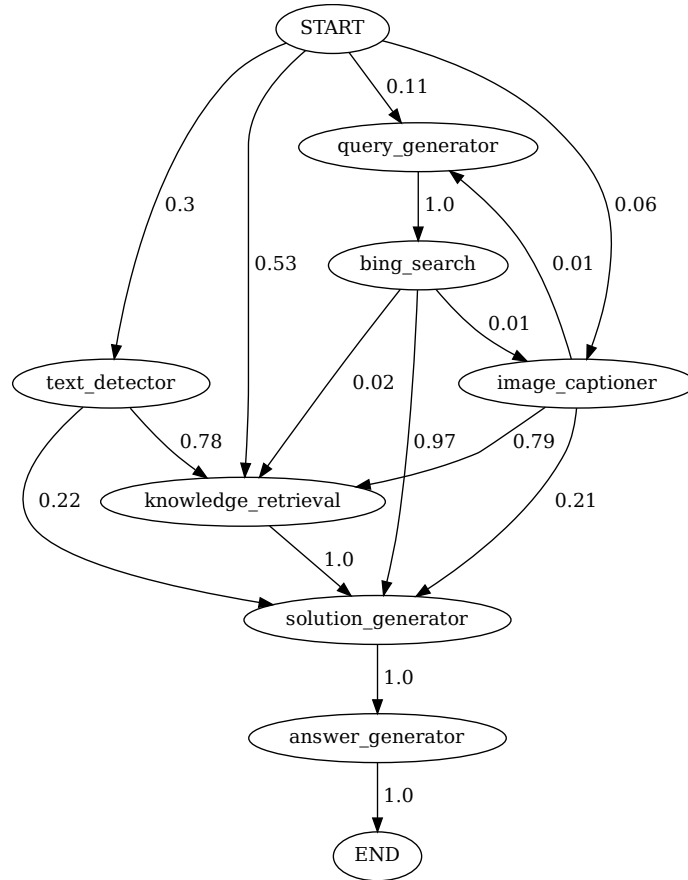 START
0.11
query_generator
0.3
0.53
1.0
0.06
bing_search
0.01
0.01
text_detector
0.02
image_captioner
0.78
0.97
0.79
0.22
knowledge_retrieval
0.21
1.0
solution_generator
1.0
answer_generator
1.0
END